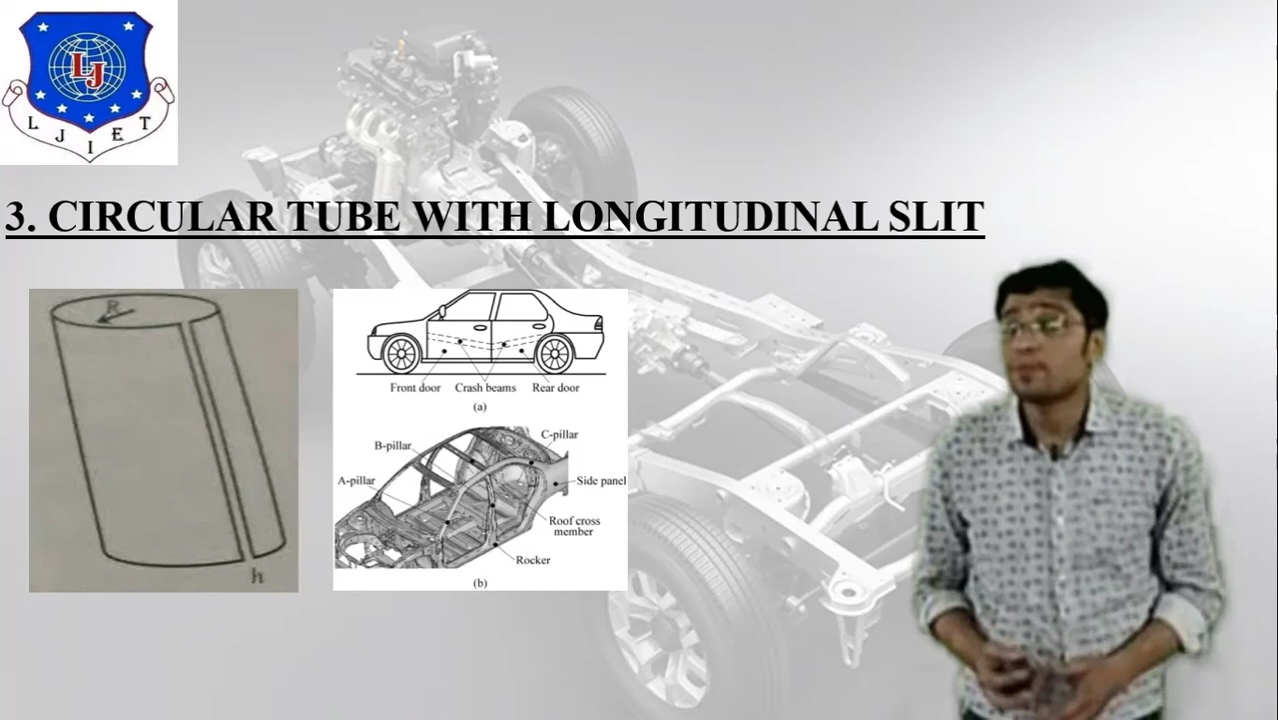 LJ
L J I E T
3. CIRCULAR TUBE WITH LONGITUDINAL SLIT
R
h
Front door Crash beams Rear door
(a)
C-pillar
B-pillar
A-pillar
Side panel
Roof cross
member
Rocker
(b)